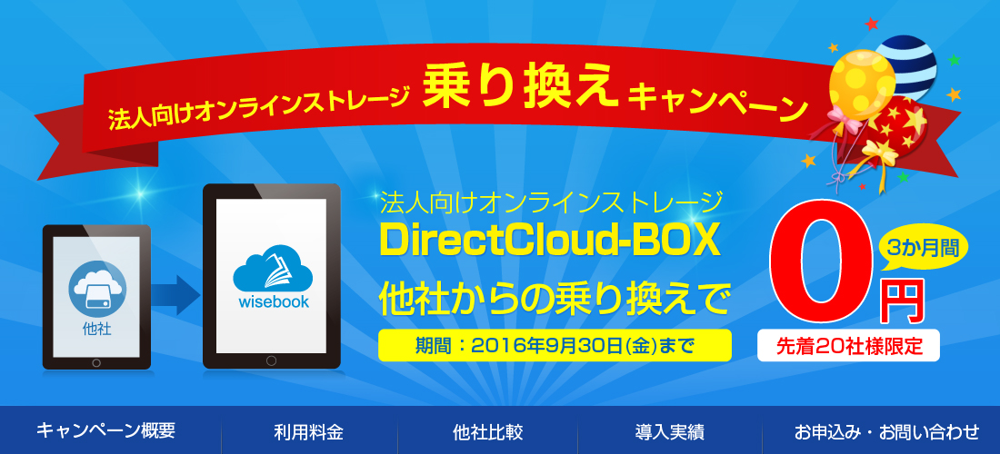 法人向けオンラインストレージ 乗り換えキャンペーン
法人向けオンラインストレージ
DirectCloud-BOX
他社からの乗り換えで
期間：2016年9月30日(金)まで
0円
3か月間
先着20社様限定
他社
wisebook
キャンペーン概要
利用料金
他社比較
導入実績
お申込み・お問い合わせ